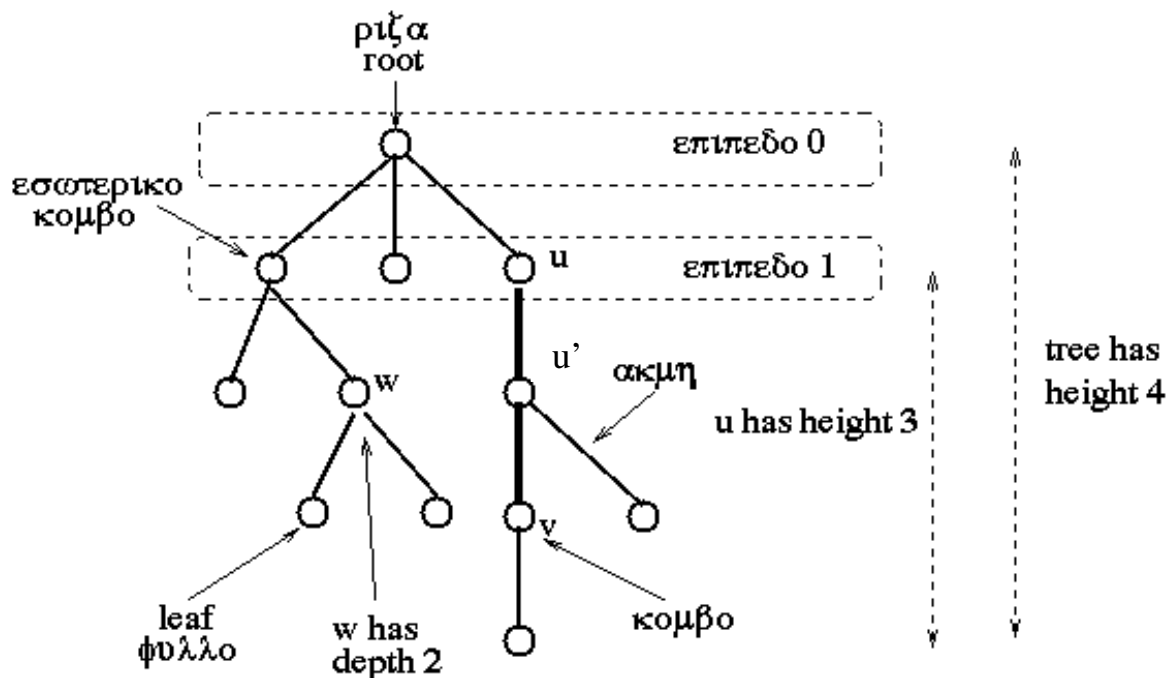 ριζα
root
επιπεδο 0
εσωτερικο
κομβο
u
επιπεδο 1
u’
ακμη
w
tree has
height 4
u has height 3
v
leaf
φυλλο
w has
depth 2
κομβο